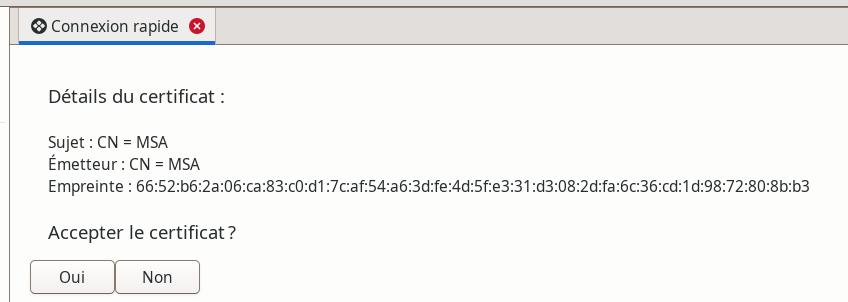 Connexion rapide
Détails du certificat :
Sujet : CN = MSA
Émetteur : CN = MSA
Empreinte : 66:52:b6:2a:06:ca:83:c0:d1:7c:af:54:a6:3d:fe:4d:5f:e3:31:d3:08:2d:fa:6c:36:cd:1d:98:72:80:8b:b3
Accepter le certificat ?
Oui Non